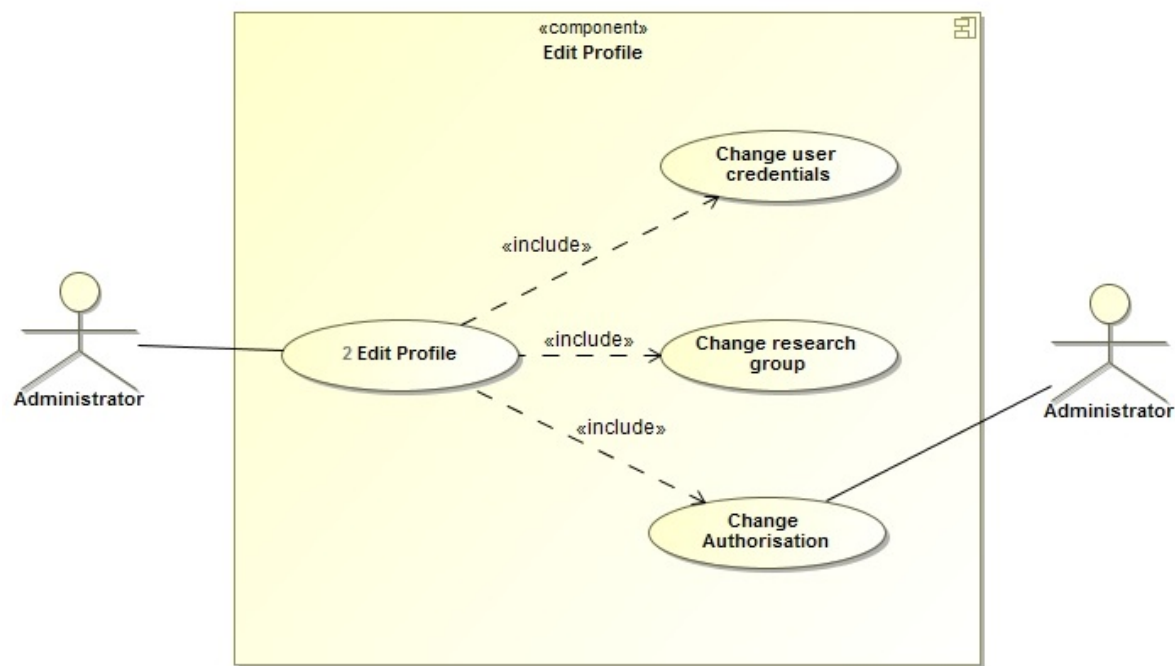 «component»
Edit Profile
Change user
credentials
«include»
2 Edit Profile
«include»
Change research
group
Administrator
Administrator
«include»
Change
Authorisation